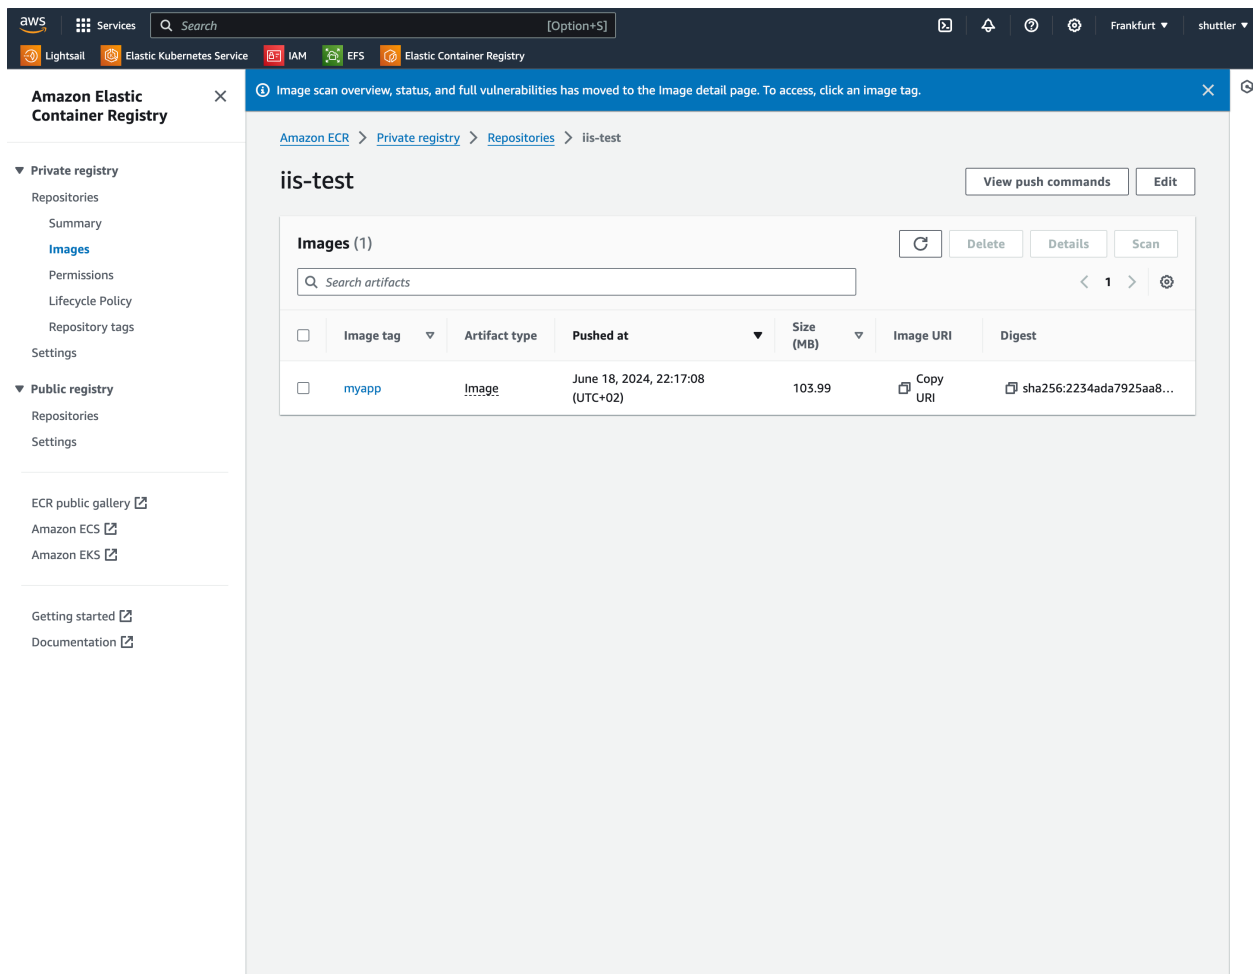 aws
Services
Search [Option+S]
Frankfurt ▼
shuttler ▼
Lightsail
Elastic Kubernetes Service
IAM
EFS
Elastic Container Registry
Amazon Elastic
Container Registry
Private registry
Repositories
Summary
Images
Permissions
Lifecycle Policy
Repository tags
Settings
Public registry
Repositories
Settings
ECR public gallery
Amazon ECS
Amazon EKS
Getting started
Documentation
Image scan overview, status, and full vulnerabilities has moved to the Image detail page. To access, click an image tag.
Amazon ECR > Private registry > Repositories > iis-test
iis-test
View push commands
Edit
Images (1)
Delete
Details
Scan
Search artifacts
1
Image tag
Artifact type
Pushed at
Size
(MB)
Image URI
Digest
myapp
Image
June 18, 2024, 22:17:08
(UTC+02)
103.99
Copy
URI
sha256:2234ada7925aa8...